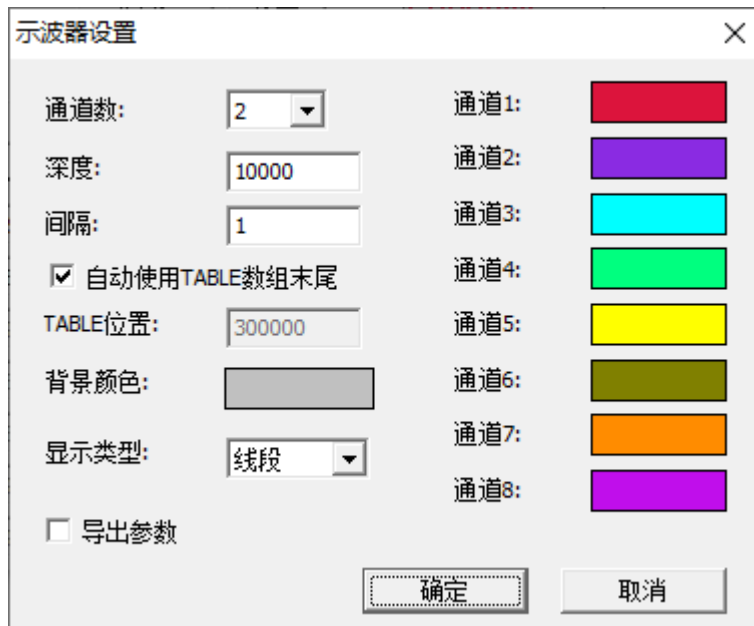 示波器设置
通道数: 2
深度: 10000
间隔: 1
自动使用TABLE数组末尾
TABLE位置: 300000
背景颜色:
显示类型: 线段
导出参数
通道1:
通道2:
通道3:
通道4:
通道5:
通道6:
通道7:
通道8:
确定 取消